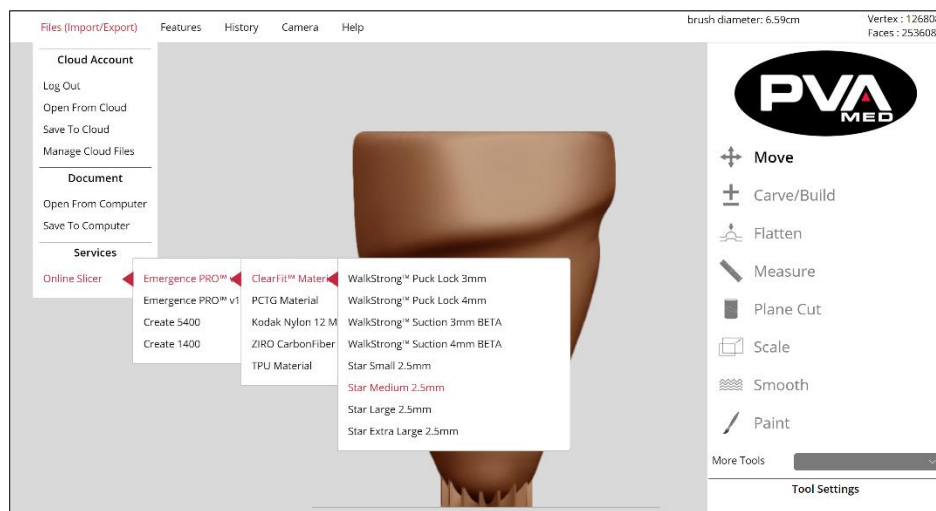 Files (Import/Export) Features History Camera Help
brush diameter: 6.59cm
Vertex : 126808
Faces : 253608
Cloud Account
Log Out
Open From Cloud
Save To Cloud
Manage Cloud Files
Document
Open From Computer
Save To Computer
Services
Online Slicer
Emergence PRO™ v
Emergence PRO™ v1
Create 5400
Create 1400
ClearFit™ Materi
PCTG Material
Kodak Nylon 12 M
ZIRO CarbonFiber
TPU Material
WalkStrong™ Puck Lock 3mm
WalkStrong™ Puck Lock 4mm
WalkStrong™ Suction 3mm BETA
WalkStrong™ Suction 4mm BETA
Star Small 2.5mm
Star Medium 2.5mm
Star Large 2.5mm
Star Extra Large 2.5mm
PVA
MED
Move
Carve/Build
Flatten
Measure
Plane Cut
Scale
Smooth
Paint
More Tools
Tool Settings